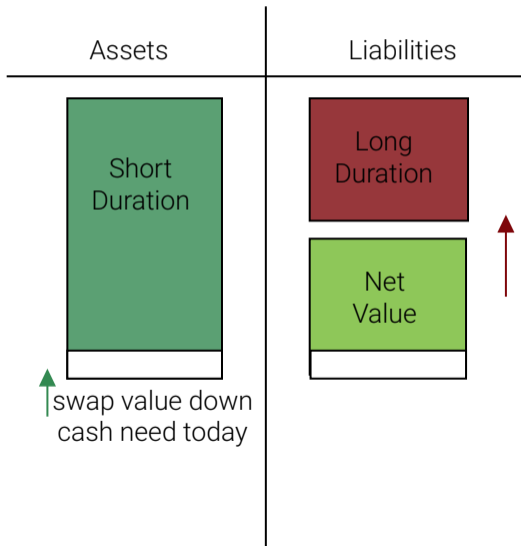 Assets
Liabilities
Short
Duration
Long
Duration
Net
Value
swap value down
cash need today